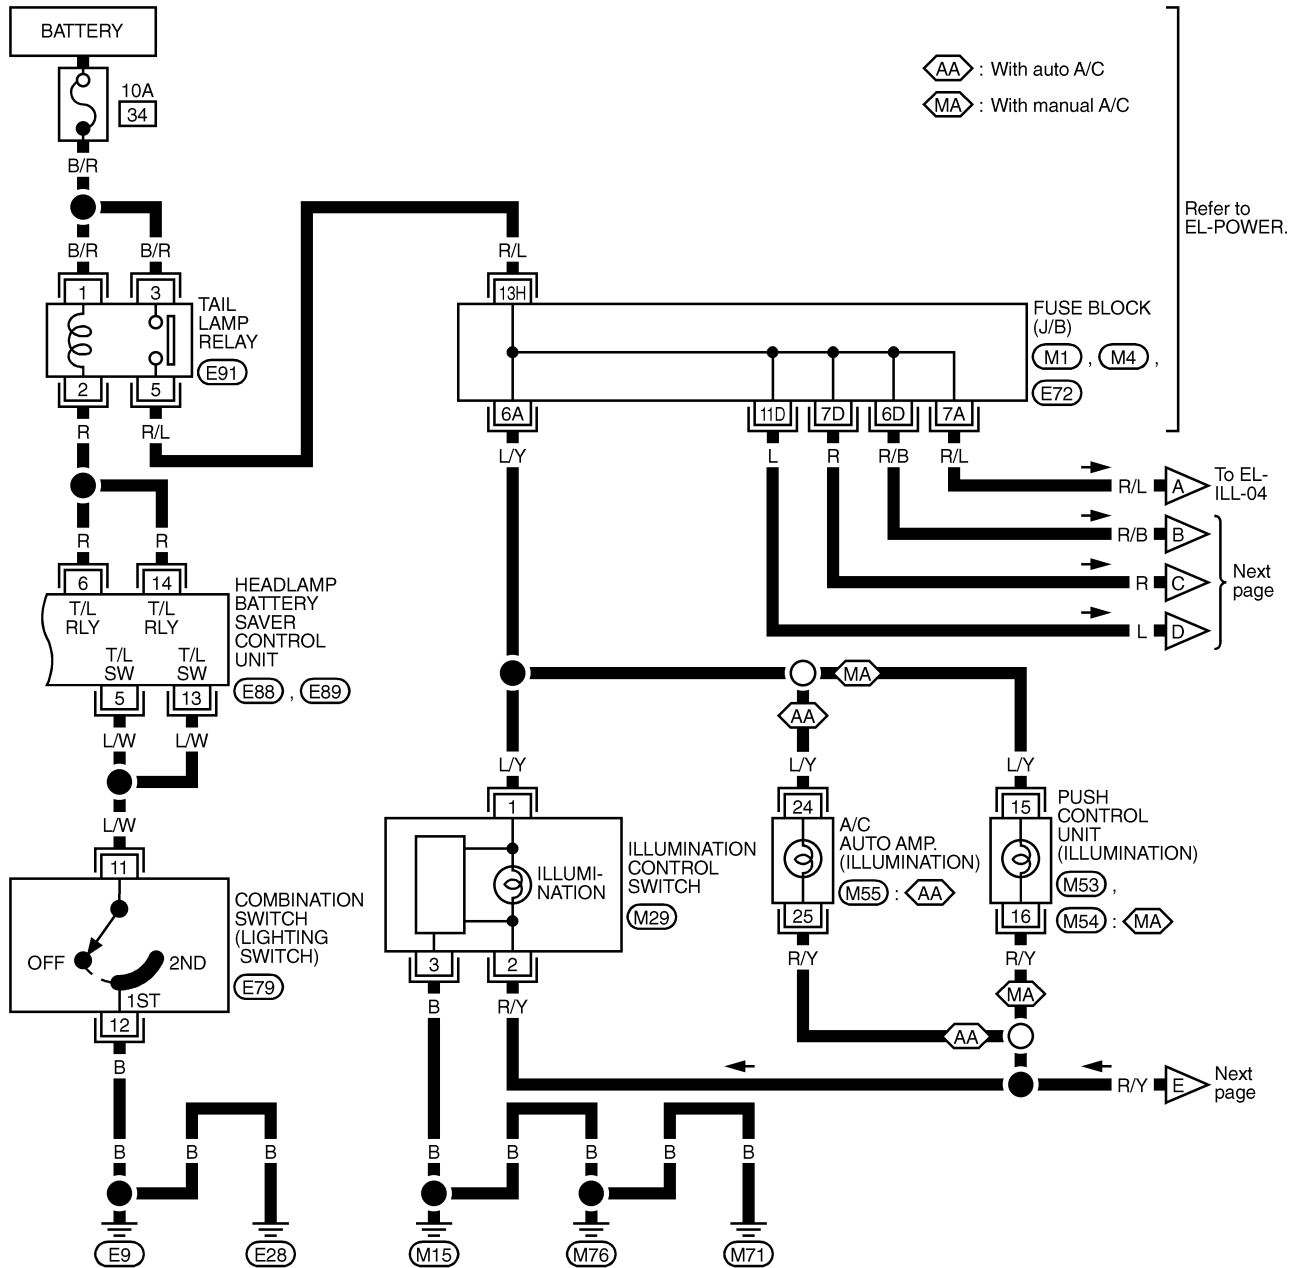 BATTERY
10A
34
B/R
B/R
B/R
AA : With auto A/C
MA : With manual A/C
Refer to
EL-POWER.
1
3
TAIL
LAMP
RELAY
E91
2
5
R
R/L
R/L
13H
FUSE BLOCK
(J/B)
M1 , M4 ,
E72
6A
11D
7D
6D
7A
L/Y
L
R
R/B
R/L
R/L
A
To EL-
ILL-04
R/B
B
R
C
L
D
Next
page
R
R
6
14
T/L
RLY
T/L
RLY
T/L
SW
T/L
SW
HEADLAMP
BATTERY
SAVER
CONTROL
UNIT
E88 , E89
5
13
L/W
L/W
L/W
11
OFF
2ND
1ST
COMBINATION
SWITCH
(LIGHTING
SWITCH)
E79
12
B
B
B
B
E9
E28
MA
AA
L/Y
L/Y
L/Y
1
ILLUMI-
NATION
ILLUMINATION
CONTROL
SWITCH
M29
3
2
B
R/Y
24
A/C
AUTO AMP.
(ILLUMINATION)
M55 : AA
25
R/Y
15
PUSH
CONTROL
UNIT
(ILLUMINATION)
M53 ,
M54 : MA
16
R/Y
MA
AA
R/Y
E
Next
page
B
B
B
B
B
M15
M76
M71